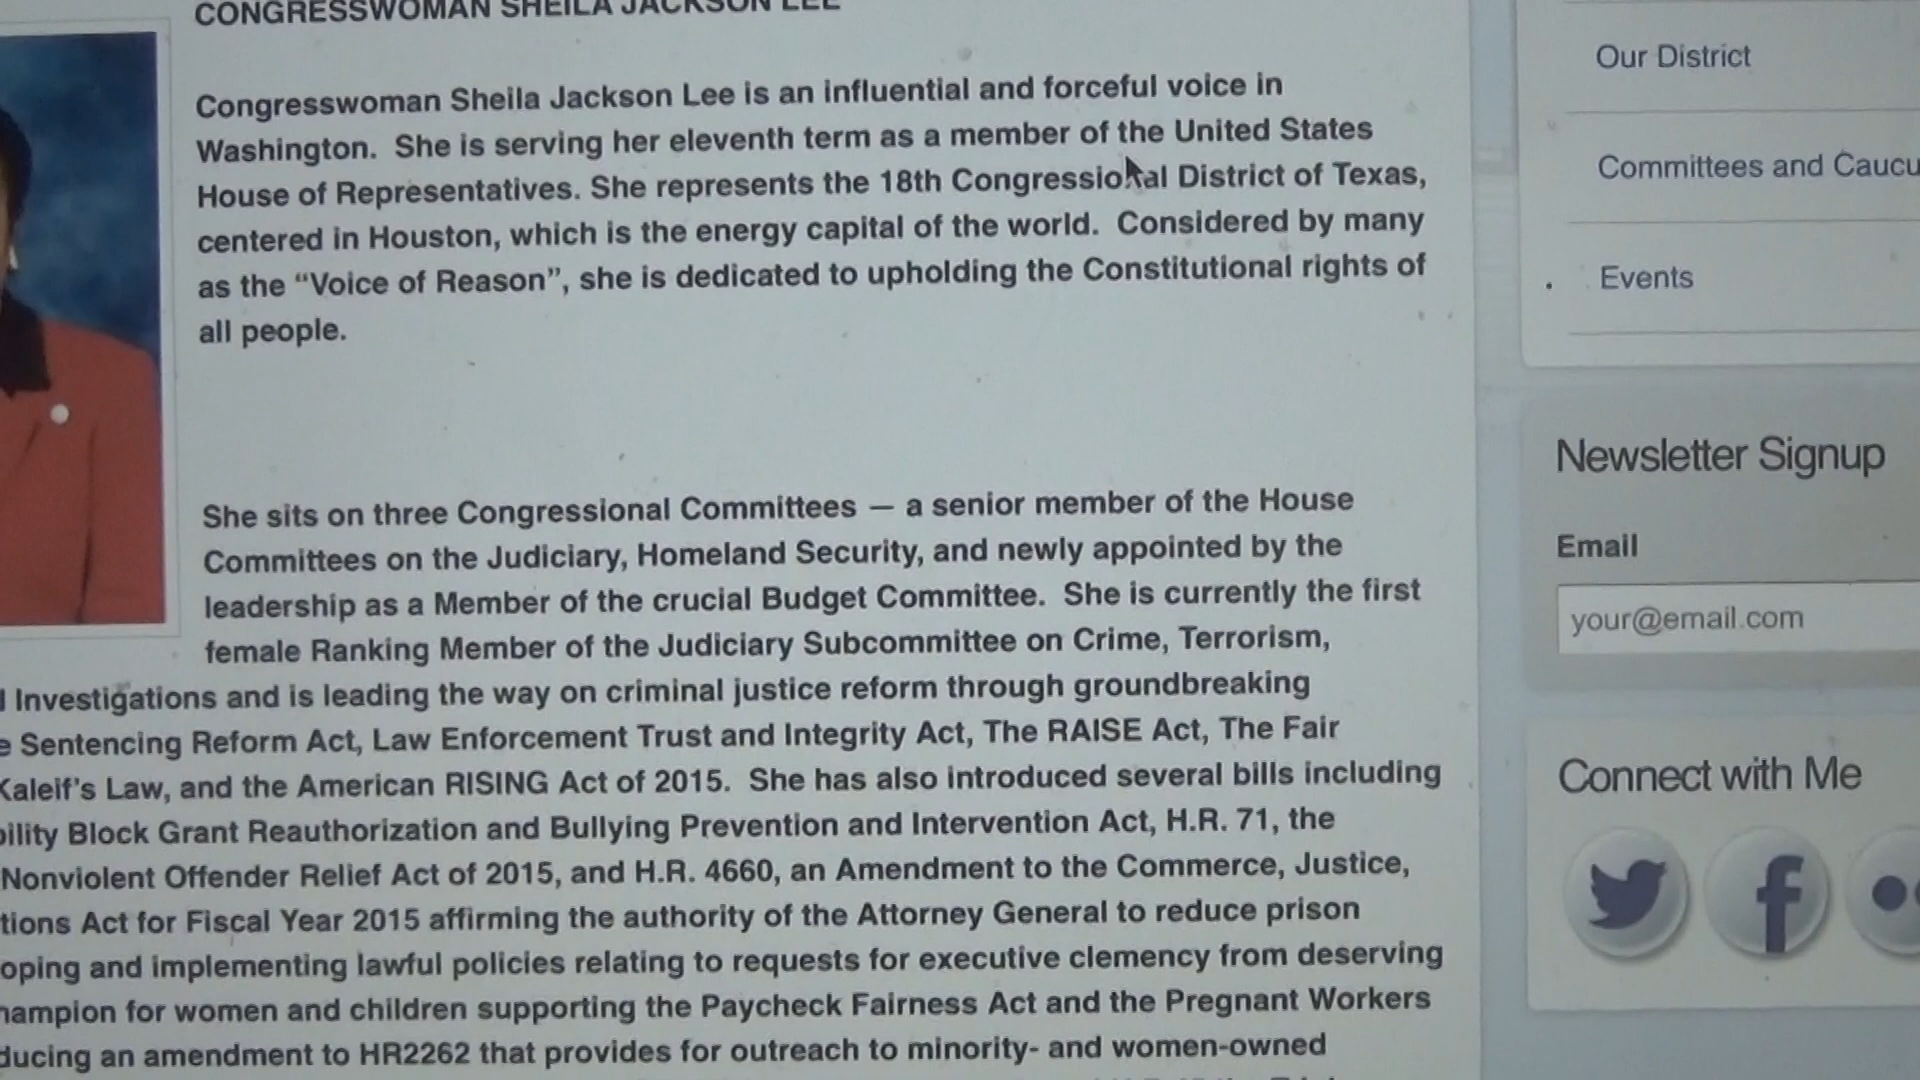 CONGRESSWOMAN SHEILA JACKSON LEE
Congresswoman Sheila Jackson Lee is an influential and forceful voice in
Washington. She is serving her eleventh term as a member of the United States
House of Representatives. She represents the 18th Congressional District of Texas,
centered in Houston, which is the energy capital of the world. Considered by many
as the “Voice of Reason”, she is dedicated to upholding the Constitutional rights of
all people.
She sits on three Congressional Committees — a senior member of the House
Committees on the Judiciary, Homeland Security, and newly appointed by the
leadership as a Member of the crucial Budget Committee. She is currently the first
female Ranking Member of the Judiciary Subcommittee on Crime, Terrorism,
Investigations and is leading the way on criminal justice reform through groundbreaking
e Sentencing Reform Act, Law Enforcement Trust and Integrity Act, The RAISE Act, The Fair
Kaleif's Law, and the American RISING Act of 2015. She has also introduced several bills including
bility Block Grant Reauthorization and Bullying Prevention and Intervention Act, H.R. 71, the
Nonviolent Offender Relief Act of 2015, and H.R. 4660, an Amendment to the Commerce, Justice,
tions Act for Fiscal Year 2015 affirming the authority of the Attorney General to reduce prison
oping and implementing lawful policies relating to requests for executive clemency from deserving
hampion for women and children supporting the Paycheck Fairness Act and the Pregnant Workers
ducing an amendment to HR2262 that provides for outreach to minority- and women-owned
Our District
Committees and Caucu
Events
Newsletter Signup
Email
your@email.com
Connect with Me